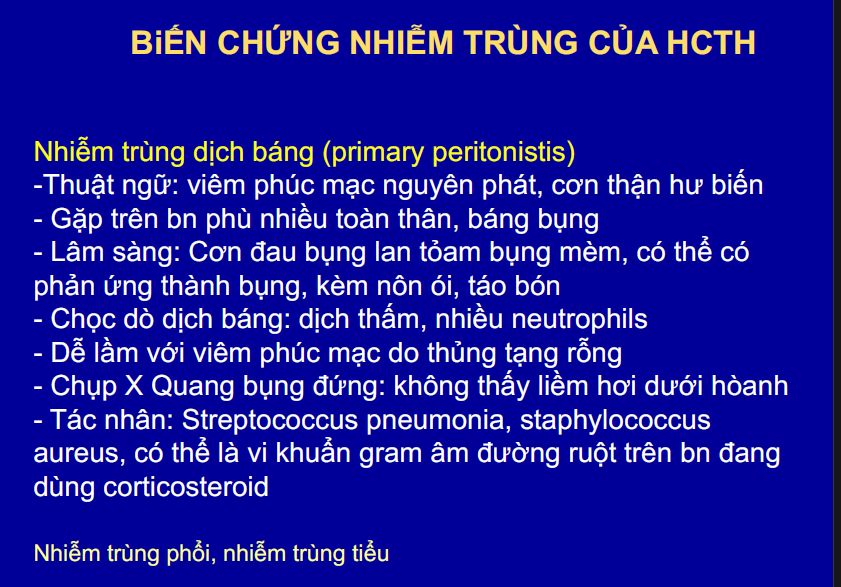 BiẾN CHỨNG NHIỄM TRÙNG CỦA HCTH
Nhiễm trùng dịch báng (primary peritonistis)
-Thuật ngữ: viêm phúc mạc nguyên phát, cơn thận hư biến
- Gặp trên bn phù nhiều toàn thân, báng bụng
- Lâm sàng: Cơn đau bụng lan tỏam bụng mèm, có thể có
phản ứng thành bụng, kèm nôn ói, táo bón
- Chọc dò dịch báng: dịch thấm, nhiều neutrophils
- Dễ lầm với viêm phúc mạc do thủng tạng rỗng
- Chụp X Quang bụng đứng: không thấy liềm hơi dưới hòanh
- Tác nhân: Streptococcus pneumonia, staphylococcus
aureus, có thể là vi khuẩn gram âm đường ruột trên bn đang
dùng corticosteroid
Nhiễm trùng phổi, nhiễm trùng tiểu